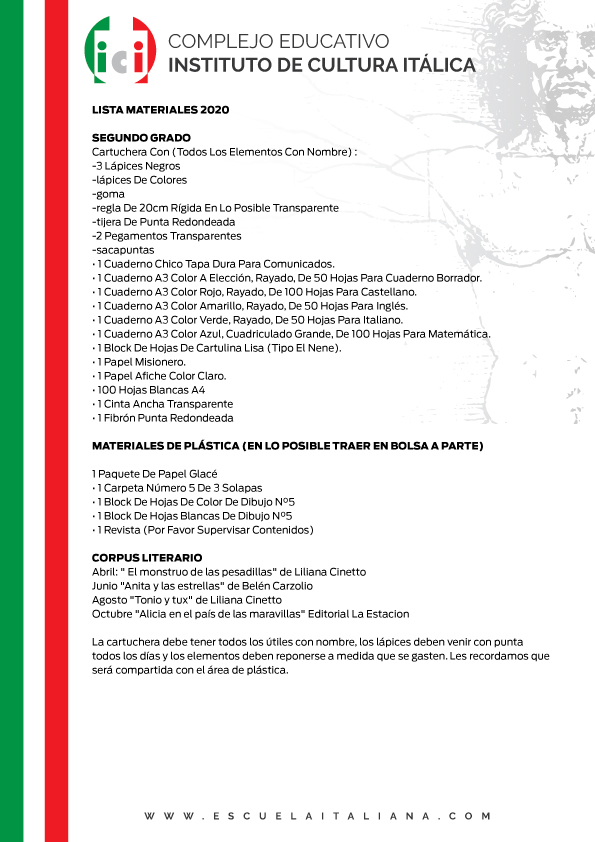 ici
COMPLEJO EDUCATIVO
INSTITUTO DE CULTURA ITÁLICA
LISTA MATERIALES 2020
SEGUNDO GRADO
Cartuchera Con (Todos Los Elementos Con Nombre) :
-3 Lápices Negros
-lápices De Colores
-goma
-regla De 20cm Rígida En Lo Posible Transparente
-tijera De Punta Redondeada
-2 Pegamentos Transparentes
-sacapuntas
• 1 Cuaderno Chico Tapa Dura Para Comunicados.
• 1 Cuaderno A3 Color A Elección, Rayado, De 50 Hojas Para Cuaderno Borrador.
• 1 Cuaderno A3 Color Rojo, Rayado, De 100 Hojas Para Castellano.
• 1 Cuaderno A3 Color Amarillo, Rayado, De 50 Hojas Para Inglés.
• 1 Cuaderno A3 Color Verde, Rayado, De 50 Hojas Para Italiano.
• 1 Cuaderno A3 Color Azul, Cuadriculado Grande, De 100 Hojas Para Matemática.
• 1 Block De Hojas De Cartulina Lisa (Tipo El Nene).
• 1 Papel Misionero.
• 1 Papel Afiche Color Claro.
• 100 Hojas Blancas A4
• 1 Cinta Ancha Transparente
• 1 Fibrón Punta Redondeada
MATERIALES DE PLÁSTICA (EN LO POSIBLE TRAER EN BOLSA A PARTE)
1 Paquete De Papel Glacé
• 1 Carpeta Número 5 De 3 Solapas
• 1 Block De Hojas De Color De Dibujo Nº5
• 1 Block De Hojas Blancas De Dibujo Nº5
• 1 Revista (Por Favor Supervisar Contenidos)
CORPUS LITERARIO
Abril: " El monstruo de las pesadillas" de Liliana Cinetto
Junio "Anita y las estrellas" de Belén Carzolio
Agosto "Tonio y tux" de Liliana Cinetto
Octubre "Alicia en el país de las maravillas" Editorial La Estacion
La cartuchera debe tener todos los útiles con nombre, los lápices deben venir con punta
todos los días y los elementos deben reponerse a medida que se gasten. Les recordamos que
será compartida con el área de plástica.
WWW.ESCUELAITALIANA.COM